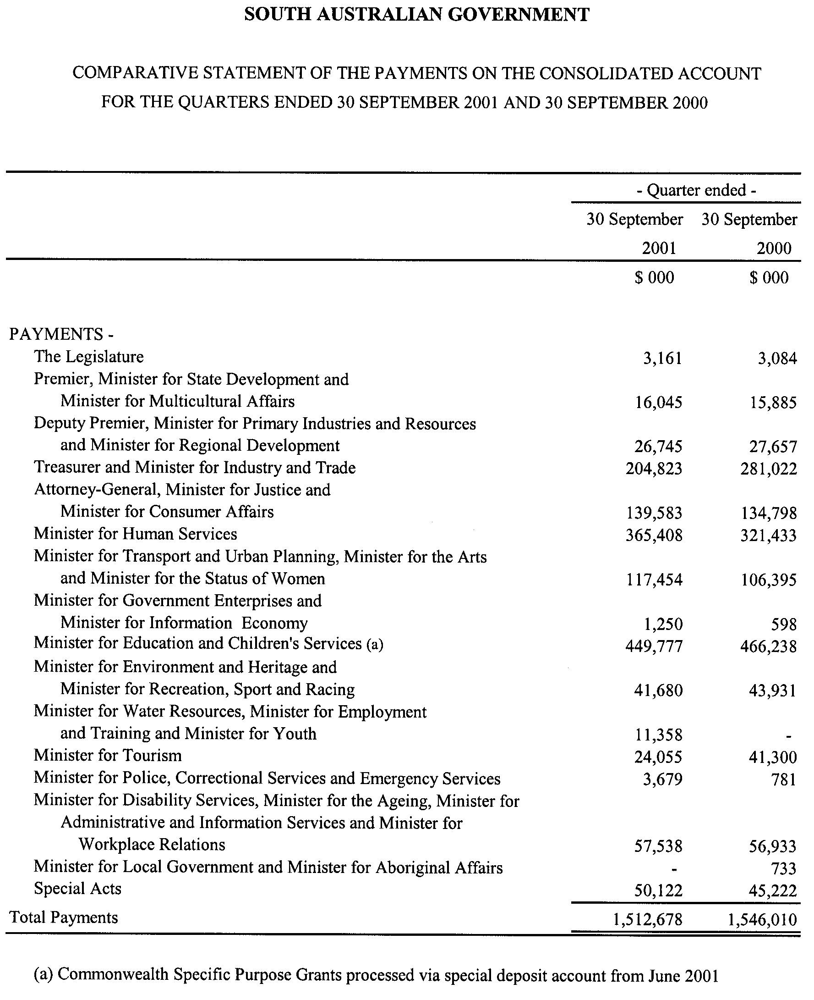 SOUTH AUSTRALIAN GOVERNMENT
COMPARATIVE STATEMENT OF THE PAYMENTS ON THE CONSOLIDATED ACCOUNT
FOR THE QUARTERS ENDED 30 SEPTEMBER 2001 AND 30 SEPTEMBER 2000
- Quarter ended -
30 September 30 September
2001 2000
$ 000 $ 000
PAYMENTS -
The Legislature 3,161 3,084
Premier, Minister for State Development and
Minister for Multicultural Affairs 16,045 15,885
Deputy Premier, Minister for Primary Industries and Resources
and Minister for Regional Development 26,745 27,657
Treasurer and Minister for Industry and Trade 204,823 281,022
Attorney-General, Minister for Justice and
Minister for Consumer Affairs 139,583 134,798
Minister for Human Services 365,408 321,433
Minister for Transport and Urban Planning, Minister for the Arts
and Minister for the Status of Women 117,454 106,395
Minister for Government Enterprises and
Minister for Information Economy 1,250 598
Minister for Education and Children's Services (a) 449,777 466,238
Minister for Environment and Heritage and
Minister for Recreation, Sport and Racing 41,680 43,931
Minister for Water Resources, Minister for Employment
and Training and Minister for Youth 11,358 -
Minister for Tourism 24,055 41,300
Minister for Police, Correctional Services and Emergency Services 3,679 781
Minister for Disability Services, Minister for the Ageing, Minister for
Administrative and Information Services and Minister for
Workplace Relations 57,538 56,933
Minister for Local Government and Minister for Aboriginal Affairs - 733
Special Acts 50,122 45,222
Total Payments 1,512,678 1,546,010
(a) Commonwealth Specific Purpose Grants processed via special deposit account from June 2001